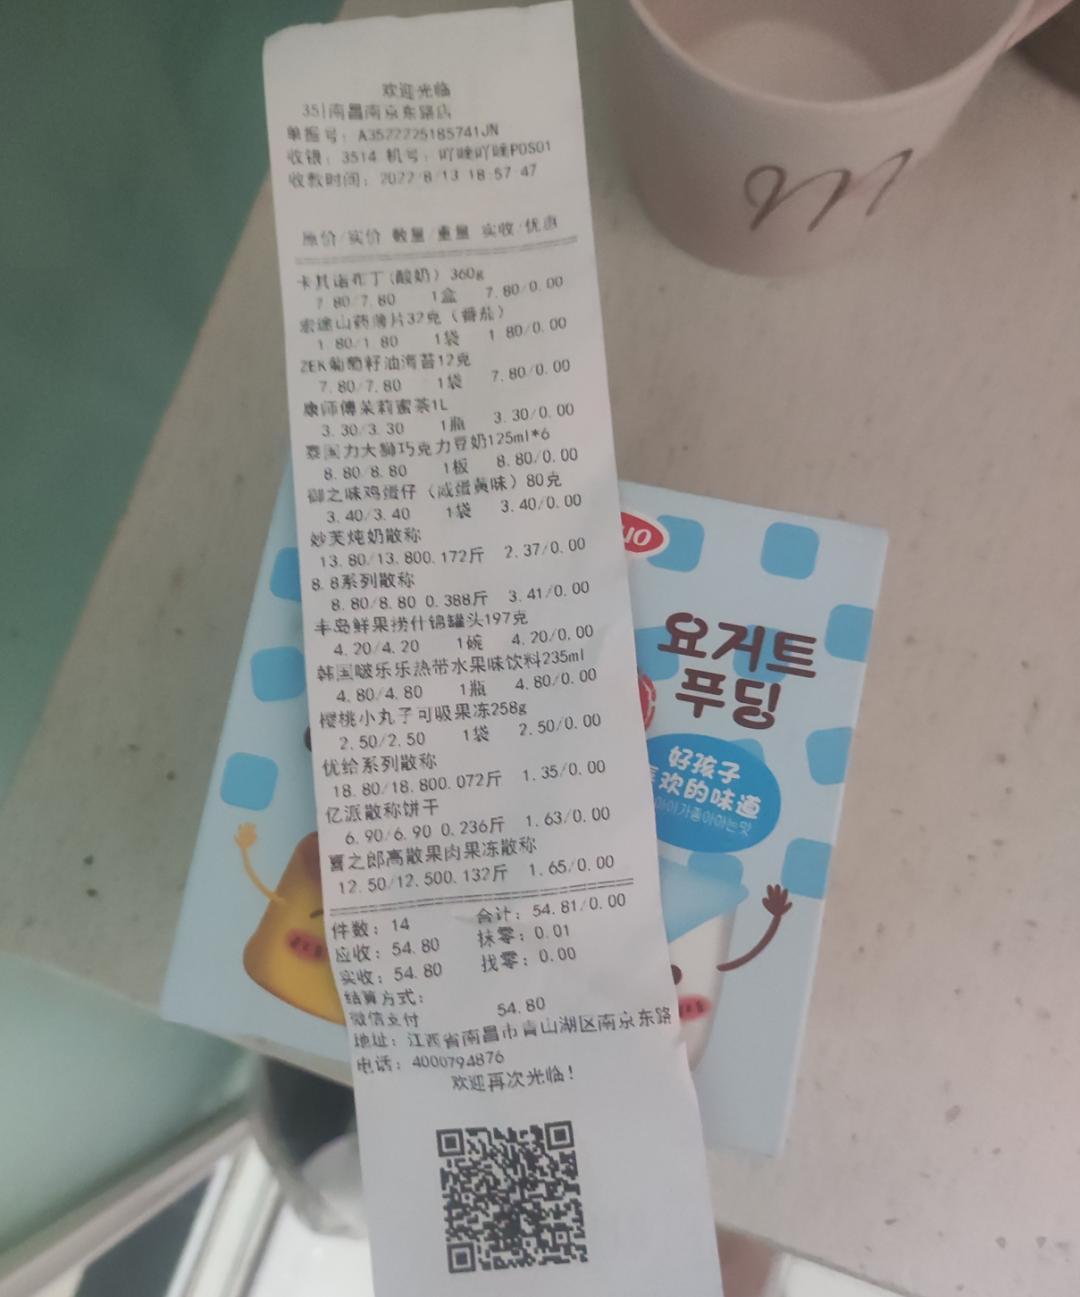 欢迎光临
351南昌南京东路店
单据号：A3522225185741JN
收银：3514 机号：吖唑吖唑POS01
收款时间：2022/8/13 18:57:47
原价/实价 数量/重量 实收/优惠
卡其诺布丁（酸奶）360g
7.80/7.80 1盒 7.80/0.00
宏途山药薄片32克（番茄）
1.80/1.80 1袋 1.80/0.00
ZEK葡萄籽油海苔12克
7.80/7.80 1袋 7.80/0.00
康师傅茉莉蜜茶1L
3.30/3.30 1瓶 3.30/0.00
泰国力大狮巧克力豆奶125ml*6
8.80/8.80 1板 8.80/0.00
御之味鸡蛋仔（咸蛋黄味）80克
3.40/3.40 1袋 3.40/0.00
妙芙炖奶散称
13.80/13.800.172斤 2.37/0.00
8.8系列散称
8.80/8.80 0.388斤 3.41/0.00
丰岛鲜果捞什锦罐头197克
4.20/4.20 1碗 4.20/0.00
韩国啵乐乐热带水果味饮料235ml
4.80/4.80 1瓶 4.80/0.00
樱桃小丸子可吸果冻258g
2.50/2.50 1袋 2.50/0.00
优给系列散称
18.80/18.800.072斤 1.35/0.00
亿派散称饼干
6.90/6.90 0.236斤 1.63/0.00
喜之郎高散果肉果冻散称
12.50/12.500.132斤 1.65/0.00
件数：14 合计：54.81/0.00
应收：54.80 抹零：0.01
实收：54.80 找零：0.00
结算方式：
微信支付 54.80
地址：江西省南昌市青山湖区南京东路
电话：4000794876
欢迎再次光临！
UO
요거트
푸딩
好孩子
喜欢的味道
아이가좋아하는맛
m